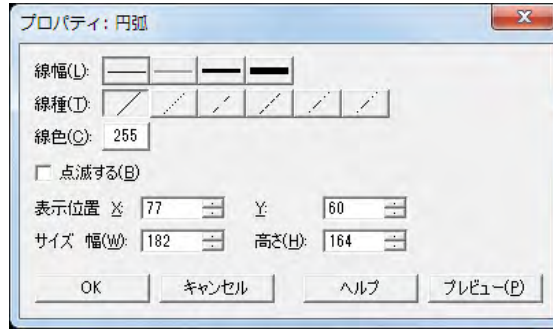 プロパティ: 円弧
線幅(L):
線種(T):
線色(C): 255
点滅する(B)
表示位置 X: 77 Y: 60
サイズ 幅(W): 182 高さ(H): 164
OK キャンセル ヘルプ プレビュー(P)